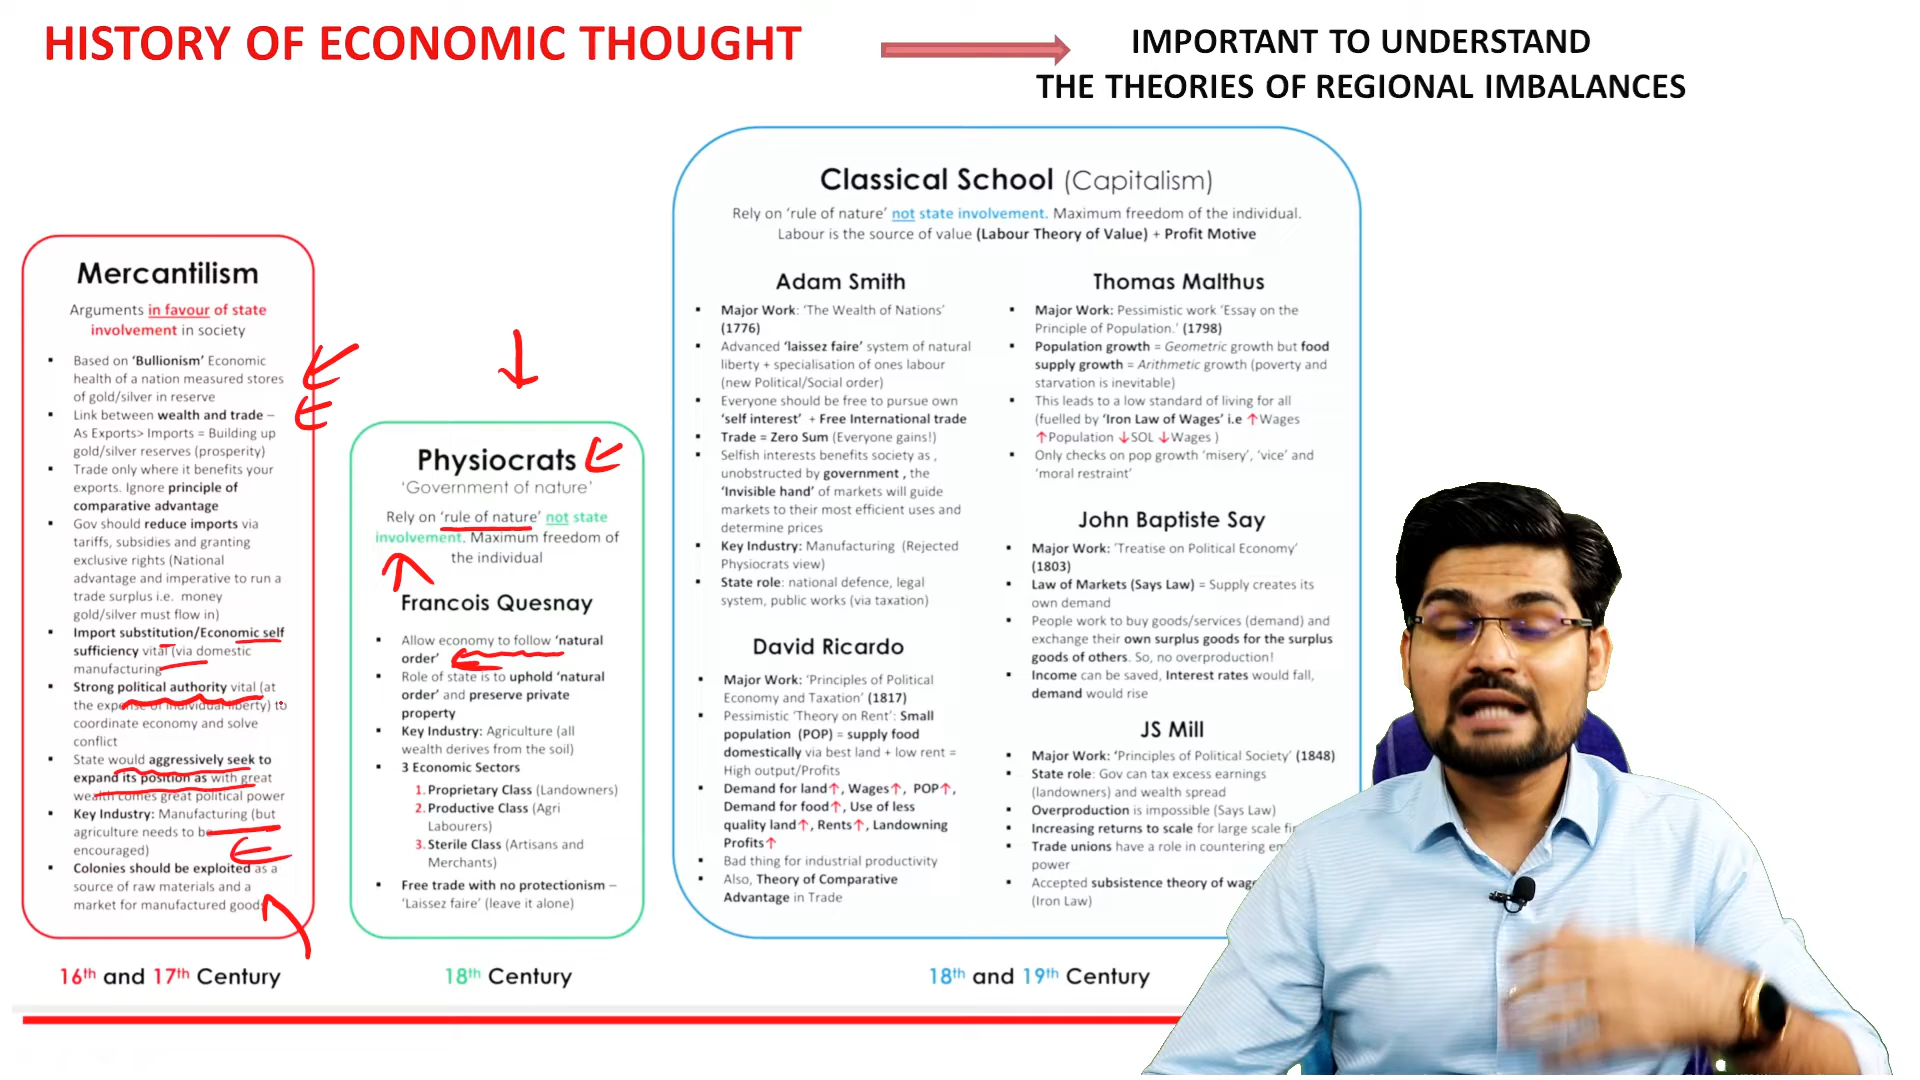 HISTORY OF ECONOMIC THOUGHT
IMPORTANT TO UNDERSTAND
THE THEORIES OF REGIONAL IMBALANCES
Mercantilism
Arguments in favour of state
involvement in society
▪ Based on ‘Bullionism’ Economic
health of a nation measured stores
of gold/silver in reserve
▪ Link between wealth and trade –
As Exports> Imports = Building up
gold/silver reserves (prosperity)
▪ Trade only where it benefits your
exports. Ignore principle of
comparative advantage
▪ Gov should reduce imports via
tariffs, subsidies and granting
exclusive rights (National
advantage and imperative to run a
trade surplus i.e. money
gold/silver must flow in)
▪ Import substitution/Economic self
sufficiency vital (via domestic
manufacturing
▪ Strong political authority vital (at
the expense of individual liberty) to
coordinate economy and solve
conflict
▪ State would aggressively seek to
expand its position as with great
wealth comes great political power
▪ Key Industry: Manufacturing (but
agriculture needs to be
encouraged)
▪ Colonies should be exploited as a
source of raw materials and a
market for manufactured goods
16th and 17th Century
Physiocrats
‘Government of nature’
Rely on ‘rule of nature’ not state
involvement. Maximum freedom of
the individual
Francois Quesnay
▪ Allow economy to follow ‘natural
order’
▪ Role of state is to uphold ‘natural
order’ and preserve private
property
▪ Key Industry: Agriculture (all
wealth derives from the soil)
▪ 3 Economic Sectors
1. Proprietary Class (Landowners)
2. Productive Class (Agri
Labourers)
3. Sterile Class (Artisans and
Merchants)
▪ Free trade with no protectionism –
‘Laissez faire’ (leave it alone)
18th Century
Classical School (Capitalism)
Rely on ‘rule of nature’ not state involvement. Maximum freedom of the individual.
Labour is the source of value (Labour Theory of Value) + Profit Motive
Adam Smith
▪ Major Work: ‘The Wealth of Nations’
(1776)
▪ Advanced ‘laissez faire’ system of natural
liberty + specialisation of ones labour
(new Political/Social order)
▪ Everyone should be free to pursue own
‘self interest’ + Free International trade
▪ Trade = Zero Sum (Everyone gains!)
▪ Selfish interests benefits society as ,
unobstructed by government , the
‘Invisible hand’ of markets will guide
markets to their most efficient uses and
determine prices
▪ Key Industry: Manufacturing (Rejected
Physiocrats view)
▪ State role: national defence, legal
system, public works (via taxation)
David Ricardo
▪ Major Work: ‘Principles of Political
Economy and Taxation’ (1817)
▪ Pessimistic ‘Theory on Rent’: Small
population (POP) = supply food
domestically via best land + low rent =
High output/Profits
▪ Demand for land↑, Wages↑, POP↑,
Demand for food↑, Use of less
quality land↑, Rents↑, Landowning
Profits↑
▪ Bad thing for industrial productivity
▪ Also, Theory of Comparative
Advantage in Trade
Thomas Malthus
▪ Major Work: Pessimistic work ‘Essay on the
Principle of Population.’ (1798)
▪ Population growth = Geometric growth but food
supply growth = Arithmetic growth (poverty and
starvation is inevitable)
▪ This leads to a low standard of living for all
(fuelled by ‘Iron Law of Wages’ i.e ↑Wages
↑Population ↓SOL ↓Wages )
▪ Only checks on pop growth ‘misery’, ‘vice’ and
‘moral restraint’
John Baptiste Say
▪ Major Work: ‘Treatise on Political Economy’
(1803)
▪ Law of Markets (Says Law) = Supply creates its
own demand
▪ People work to buy goods/services (demand) and
exchange their own surplus goods for the surplus
goods of others. So, no overproduction!
▪ Income can be saved, Interest rates would fall,
demand would rise
JS Mill
▪ Major Work: ‘Principles of Political Society’ (1848)
▪ State role: Gov can tax excess earnings
(landowners) and wealth spread
▪ Overproduction is impossible (Says Law)
▪ Increasing returns to scale for large scale
▪ Trade unions have a role in countering
power
▪ Accepted subsistence theory of
(Iron Law)
18th and 19th Century